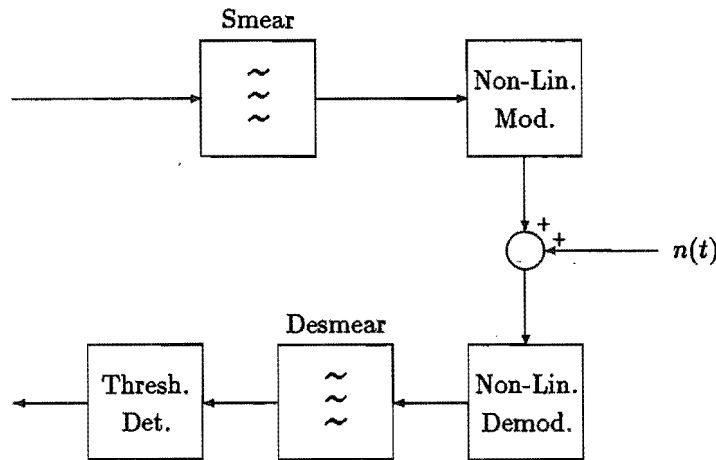 Smear
~
~
~
Non-Lin.
Mod.
+
+
n(t)
Desmear
Thresh.
Det.
~
~
~
Non-Lin.
Demod.